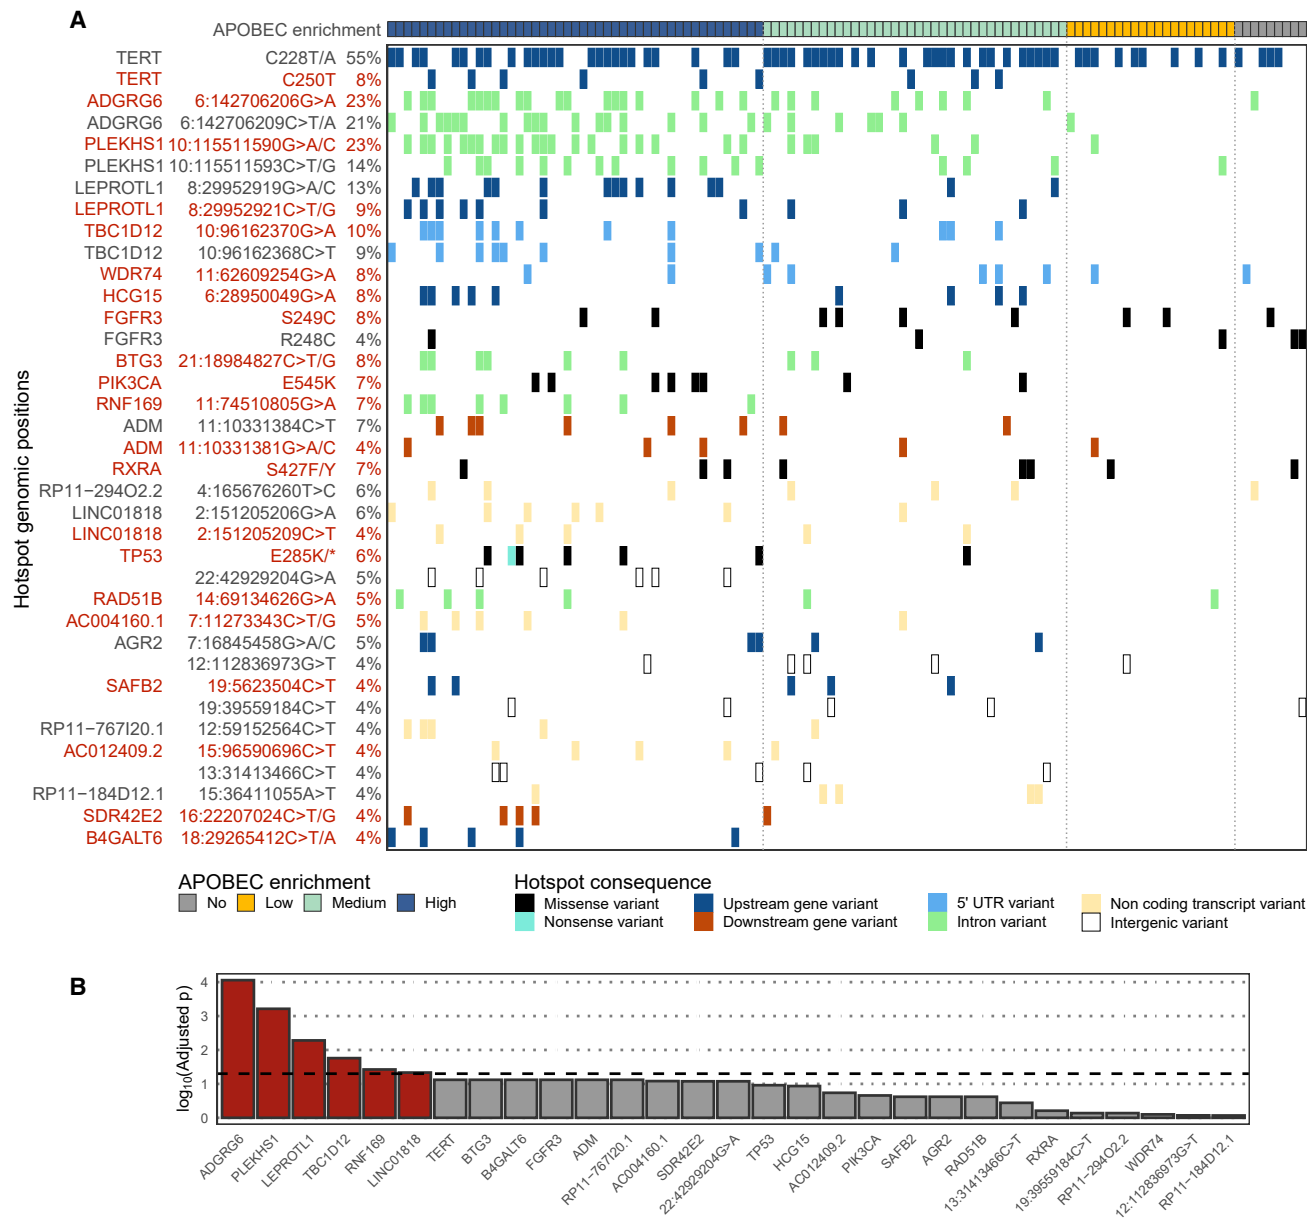 A
APOBEC enrichment
Hotspot genomic positions
TERT C228T/A 55%
TERT C250T 8%
ADGRG6 6:142706206G>A 23%
ADGRG6 6:142706209C>T/A 21%
PLEKHS1 10:115511590G>A/C 23%
PLEKHS1 10:115511593C>T/G 14%
LEPROTL1 8:29952919G>A/C 13%
LEPROTL1 8:29952921C>T/G 9%
TBC1D12 10:96162370G>A 10%
TBC1D12 10:96162368C>T 9%
WDR74 11:62609254G>A 8%
HCG15 6:28950049G>A 8%
FGFR3 S249C 8%
FGFR3 R248C 4%
BTG3 21:18984827C>T/G 8%
PIK3CA E545K 7%
RNF169 11:74510805G>A 7%
ADM 11:10331384C>T 7%
ADM 11:10331381G>A/C 4%
RXRA S427F/Y 7%
RP11−294O2.2 4:165676260T>C 6%
LINC01818 2:151205206G>A 6%
LINC01818 2:151205209C>T 4%
TP53 E285K/* 6%
22:42929204G>A 5%
RAD51B 14:69134626G>A 5%
AC004160.1 7:11273343C>T/G 5%
AGR2 7:16845458G>A/C 5%
12:112836973G>T 4%
SAFB2 19:5623504C>T 4%
19:39559184C>T 4%
RP11−767I20.1 12:59152564C>T 4%
AC012409.2 15:96590696C>T 4%
13:31413466C>T 4%
RP11−184D12.1 15:36411055A>T 4%
SDR42E2 16:22207024C>T/G 4%
B4GALT6 18:29265412C>T/A 4%
APOBEC enrichment
No Low Medium High
Hotspot consequence
Missense variant Upstream gene variant 5' UTR variant Non coding transcript variant
Nonsense variant Downstream gene variant Intron variant Intergenic variant
B
log10(Adjusted p)
4
3
2
1
0
ADGRG6
PLEKHS1
LEPROTL1
TBC1D12
RNF169
LINC01818
TERT
BTG3
B4GALT6
FGFR3
ADM
RP11−767I20.1
AC004160.1
SDR42E2
22:42929204G−A
TP53
HCG15
AC012409.2
PIK3CA
SAFB2
AGR2
RAD51B
13:31413466C−T
RXRA
19:39559184C−T
RP11−294O2.2
WDR74
12:112836973G−T
RP11−184D12.1